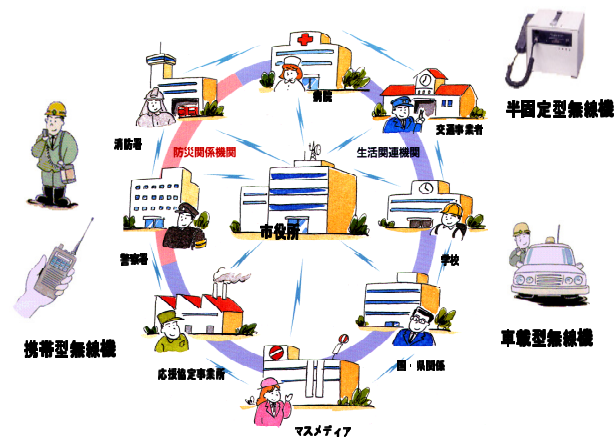 病院
半固定型無線機
交通事業者
消防署
防災関係機関
生活関連機関
市役所
警察署
学校
携帯型無線機
車載型無線機
応援協定事業所
国・県関係
マスメディア